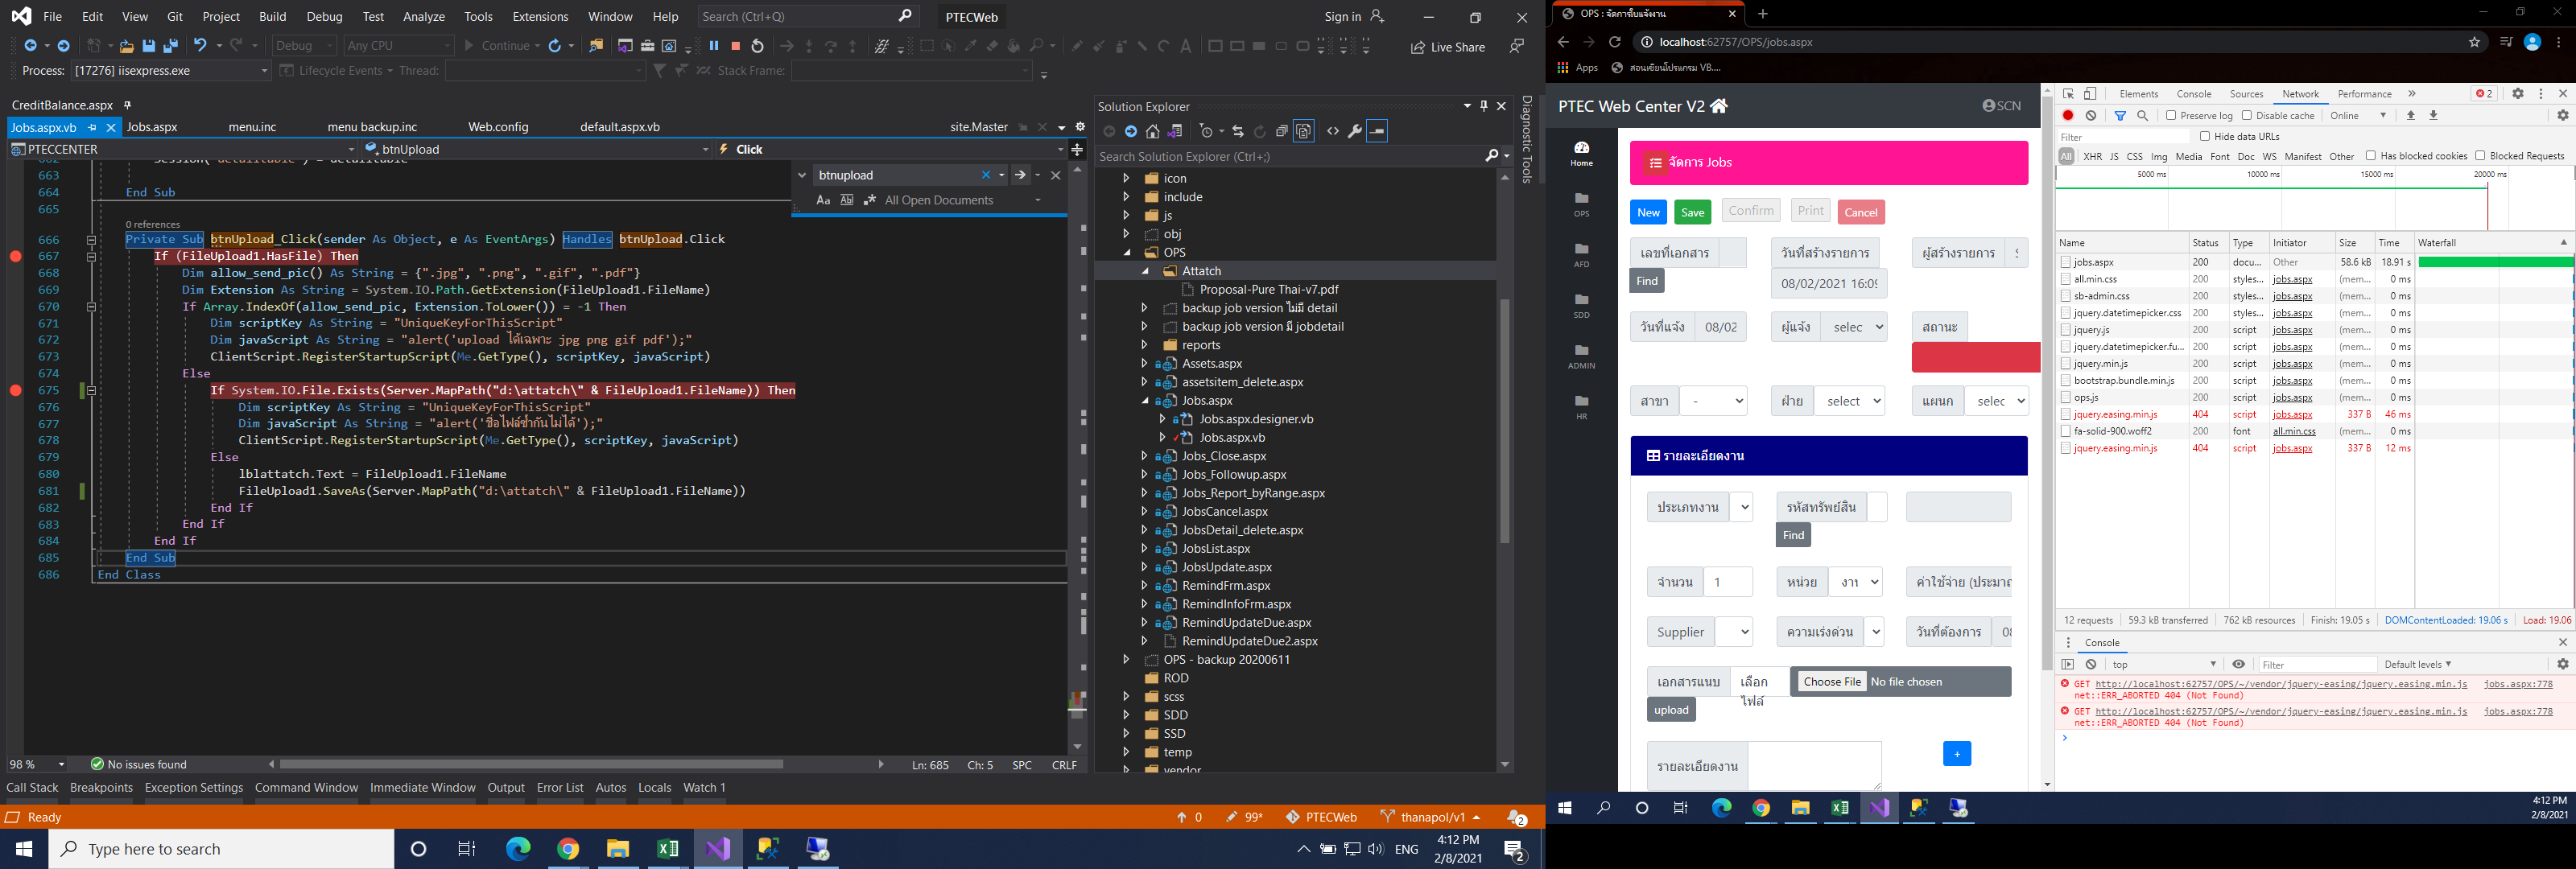 File Edit View Git Project Build Debug Test Analyze Tools Extensions Window Help Search (Ctrl+Q) PTECWeb Sign in
Debug Any CPU Continue Live Share
Process: [17276] iisexpress.exe Lifecycle Events Thread: Stack Frame:
CreditBalance.aspx
Jobs.aspx.vb Jobs.aspx menu.inc menu backup.inc Web.config default.aspx.vb site.Master
PTECCENTER btnUpload Click
btnupload
Aa Ab All Open Documents
663
664 End Sub
665
0 references
666 Private Sub btnUpload_Click(sender As Object, e As EventArgs) Handles btnUpload.Click
667 If (FileUpload1.HasFile) Then
668 Dim allow_send_pic() As String = {".jpg", ".png", ".gif", ".pdf"}
669 Dim Extension As String = System.IO.Path.GetExtension(FileUpload1.FileName)
670 If Array.IndexOf(allow_send_pic, Extension.ToLower()) = -1 Then
671 Dim scriptKey As String = "UniqueKeyForThisScript"
672 Dim javaScript As String = "alert('upload ได้เฉพาะ jpg png gif pdf');"
673 ClientScript.RegisterStartupScript(Me.GetType(), scriptKey, javaScript)
674 Else
675 If System.IO.File.Exists(Server.MapPath("d:\attatch\" & FileUpload1.FileName)) Then
676 Dim scriptKey As String = "UniqueKeyForThisScript"
677 Dim javaScript As String = "alert('ชื่อไฟล์ซ้ำกันไม่ได้');"
678 ClientScript.RegisterStartupScript(Me.GetType(), scriptKey, javaScript)
679 Else
680 lblattatch.Text = FileUpload1.FileName
681 FileUpload1.SaveAs(Server.MapPath("d:\attatch\" & FileUpload1.FileName))
682 End If
683 End If
684 End If
685 End Sub
686 End Class
98 % No issues found Ln: 685 Ch: 5 SPC CRLF
Call Stack Breakpoints Exception Settings Command Window Immediate Window Output Error List Autos Locals Watch 1
Ready 0 99* PTECWeb thanapol/v1 2
Type here to search ENG 4:12 PM
2/8/2021 2
Solution Explorer
Search Solution Explorer (Ctrl+;)
icon
include
js
obj
OPS
Attatch
Proposal-Pure Thai-v7.pdf
backup job version ไม่มี detail
backup job version มี jobdetail
reports
Assets.aspx
assetsitem_delete.aspx
Jobs.aspx
Jobs.aspx.designer.vb
Jobs.aspx.vb
Jobs_Close.aspx
Jobs_Followup.aspx
Jobs_Report_byRange.aspx
JobsCancel.aspx
JobsDetail_delete.aspx
JobsList.aspx
JobsUpdate.aspx
RemindFrm.aspx
RemindInfoFrm.aspx
RemindUpdateDue.aspx
RemindUpdateDue2.aspx
OPS - backup 20200611
ROD
scss
SDD
SSD
temp
vendor
Diagnostic Tools
OPS : จัดการใบแจ้งงาน
localhost:62757/OPS/jobs.aspx
Apps สอนเขียนโปรแกรม VB....
PTEC Web Center V2 SCN
Home
OPS
AFD
SDD
ADMIN
HR
จัดการ Jobs
New Save Confirm Print Cancel
เลขที่เอกสาร วันที่สร้างรายการ ผู้สร้างรายการ
Find 08/02/2021 16:09
วันที่แจ้ง 08/02 ผู้แจ้ง selec สถานะ
สาขา - ฝ่าย select แผนก selec
รายละเอียดงาน
ประเภทงาน รหัสทรัพย์สิน
Find
จำนวน 1 หน่วย งาน ค่าใช้จ่าย (ประมาณ
Supplier ความเร่งด่วน วันที่ต้องการ 08
เอกสารแนบ เลือก
ไฟล์ Choose File No file chosen
upload
รายละเอียดงาน +
Elements Console Sources Network Performance 2
Preserve log Disable cache Online
Filter Hide data URLs
All XHR JS CSS Img Media Font Doc WS Manifest Other Has blocked cookies Blocked Requests
5000 ms 10000 ms 15000 ms 20000 ms
Name Status Type Initiator Size Time Waterfall
jobs.aspx 200 docu... Other 58.6 kB 18.91 s
all.min.css 200 styles... jobs.aspx (mem... 0 ms
sb-admin.css 200 styles... jobs.aspx (mem... 0 ms
jquery.datetimepicker.css 200 styles... jobs.aspx (mem... 0 ms
jquery.js 200 script jobs.aspx (mem... 0 ms
jquery.datetimepicker.fu... 200 script jobs.aspx (mem... 0 ms
jquery.min.js 200 script jobs.aspx (mem... 0 ms
bootstrap.bundle.min.js 200 script jobs.aspx (mem... 0 ms
ops.js 200 script jobs.aspx (mem... 0 ms
jquery.easing.min.js 404 script jobs.aspx 337 B 46 ms
fa-solid-900.woff2 200 font all.min.css (mem... 0 ms
jquery.easing.min.js 404 script jobs.aspx 337 B 12 ms
12 requests 59.3 kB transferred 762 kB resources Finish: 19.05 s DOMContentLoaded: 19.06 s Load: 19.06
Console
top Filter Default levels
GET http://localhost:62757/OPS/~/vendor/jquery-easing/jquery.easing.min.js jobs.aspx:778
net::ERR_ABORTED 404 (Not Found)
GET http://localhost:62757/OPS/~/vendor/jquery-easing/jquery.easing.min.js jobs.aspx:778
net::ERR_ABORTED 404 (Not Found)
4:12 PM
2/8/2021